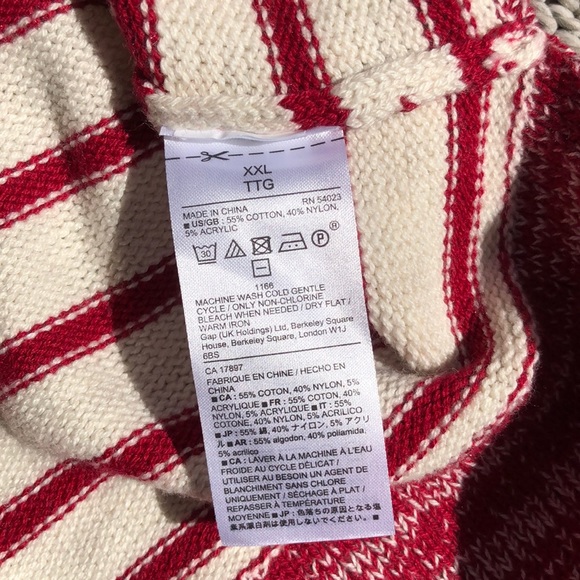 XXL
TTG
MADE IN CHINA RN 54023
■ US/GB : 55% COTTON, 40% NYLON,
5% ACRYLIC
30 P
®
1166
MACHINE WASH COLD GENTLE
CYCLE / ONLY NON-CHLORINE
BLEACH WHEN NEEDED / DRY FLAT /
WARM IRON
Gap (UK Holdings) Ltd, Berkeley Square
House, Berkeley Square, London W1J
6BS
CA 17897
FABRIQUE EN CHINE / HECHO EN
CHINA
■ CA : 55% COTON, 40% NYLON, 5%
ACRYLIQUE ■ FR : 55% COTON, 40%
NYLON, 5% ACRYLIQUE ■ IT : 55%
COTONE, 40% NYLON, 5% ACRILICO
■ JP : 55% 綿, 40% ナイロン, 5% アクリ
ル ■ AR : 55% algodón, 40% poliamida,
5% acrílico
■ CA : LAVER À LA MACHINE À L'EAU
FROIDE AU CYCLE DÉLICAT /
UTILISER AU BESOIN UN AGENT DE
BLANCHIMENT SANS CHLORE
UNIQUEMENT / SÉCHAGE À PLAT /
MOYENNE ■ JP : 色落ちの原因となる塩
素系漂白剤は使用しないでください。